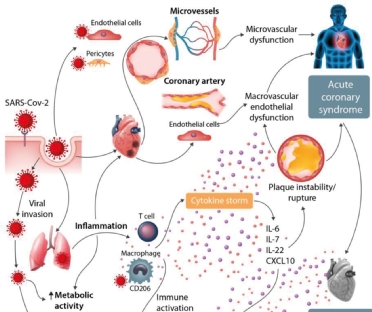 Microvessels
Endothelial cells
Pericytes
Microvascular
dysfunction
Coronary artery
SARS-Cov-2
Macrovascular
endothelial
dysfunction
Acute
coronary
syndrome
Endothelial cells
Plaque instability/
rupture
Viral
invasion
Cytokine storm
Inflammation
T cell
IL-6
IL-7
IL-22
CXCL10
Macrophage
CD206
↑Metabolic
activity
Immune
activation